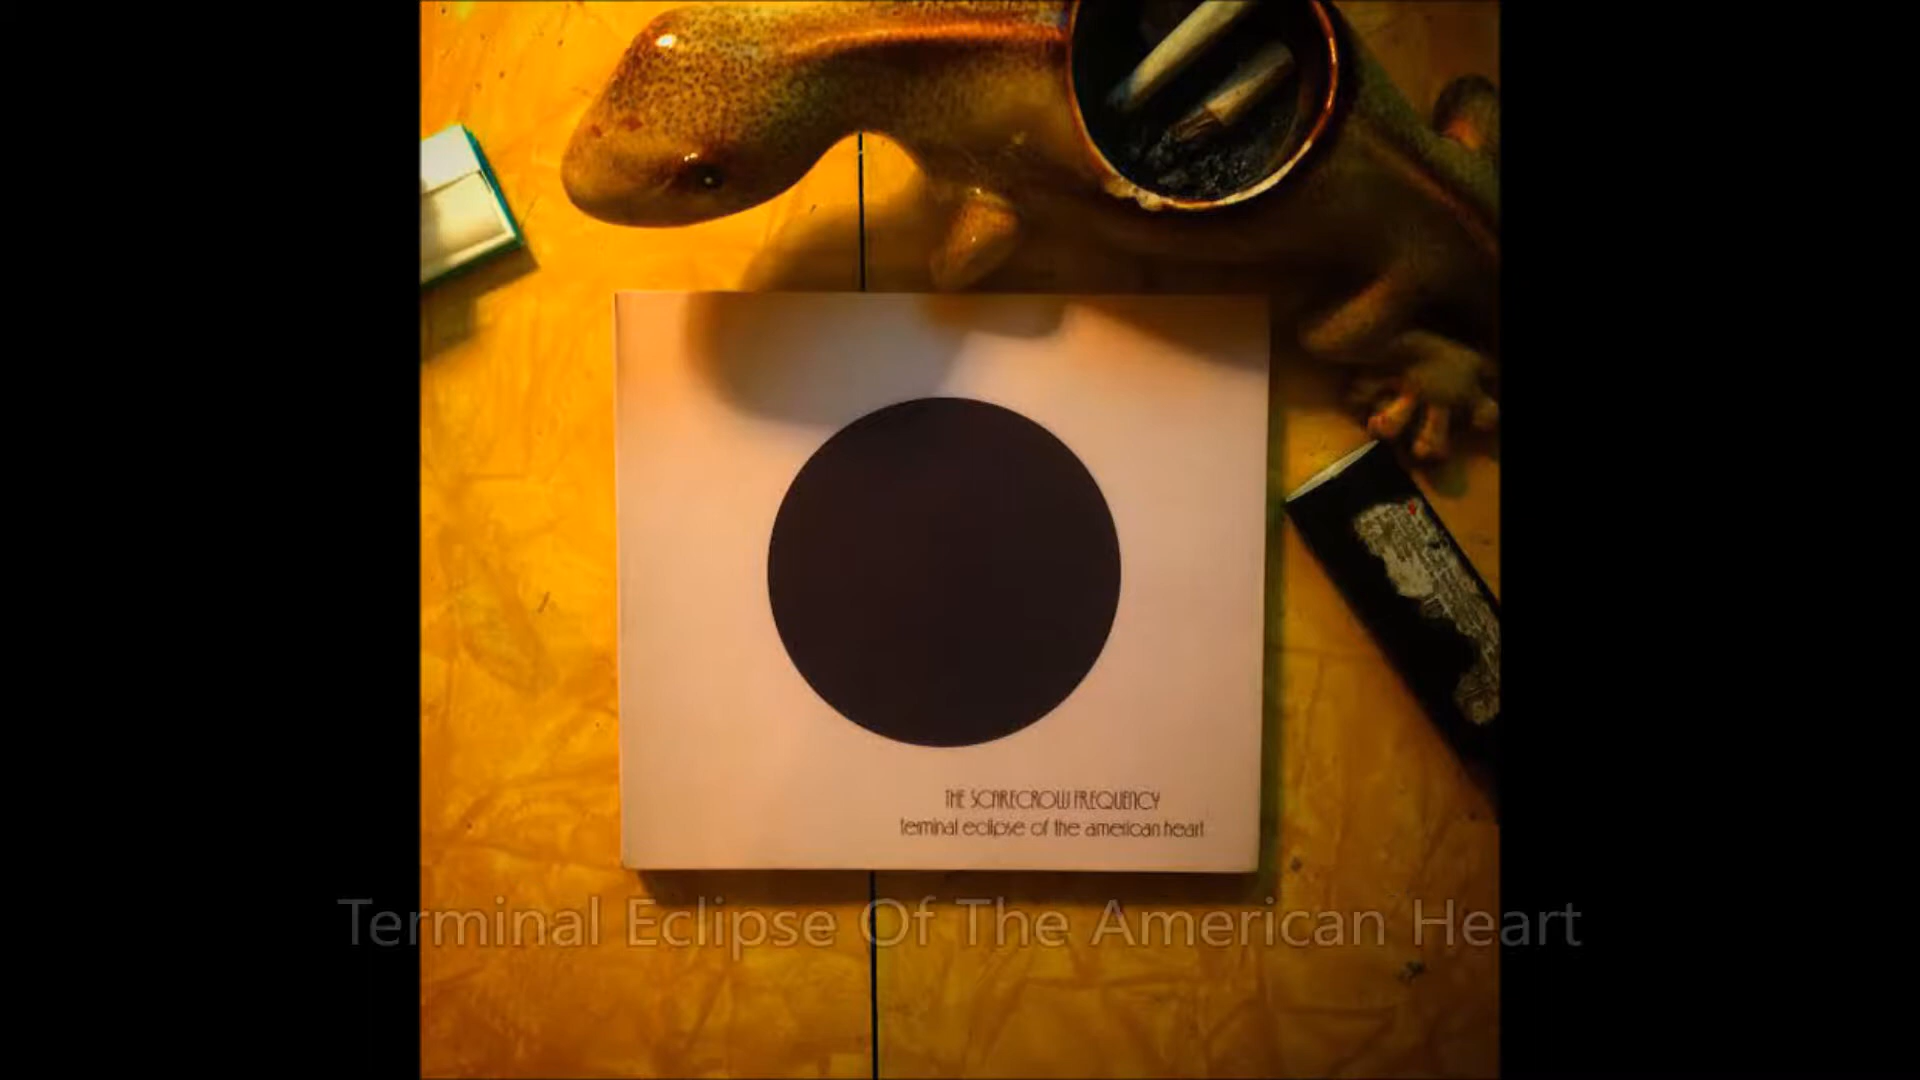 THE SCARECROW FREQUENCY
terminal eclipse of the american heart
Terminal Eclipse Of The American Heart